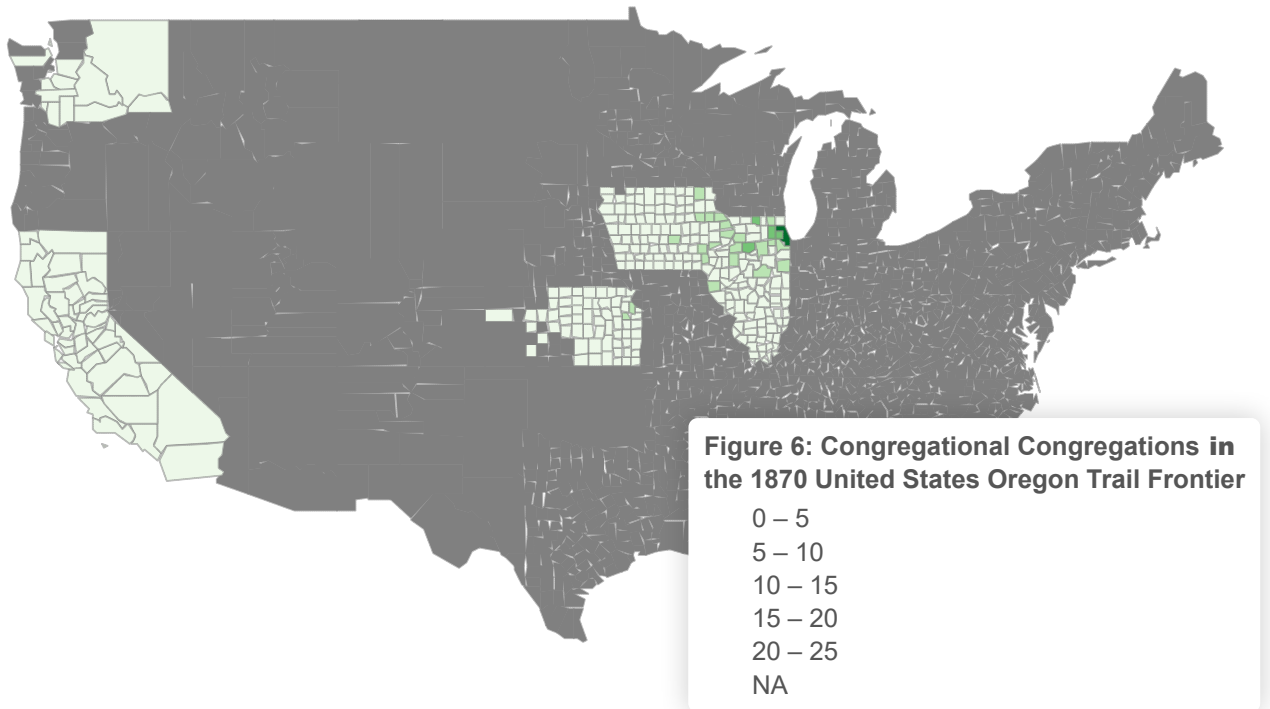 Figure 6: Congregational Congregations in
the 1870 United States Oregon Trail Frontier
0 – 5
5 – 10
10 – 15
15 – 20
20 – 25
NA